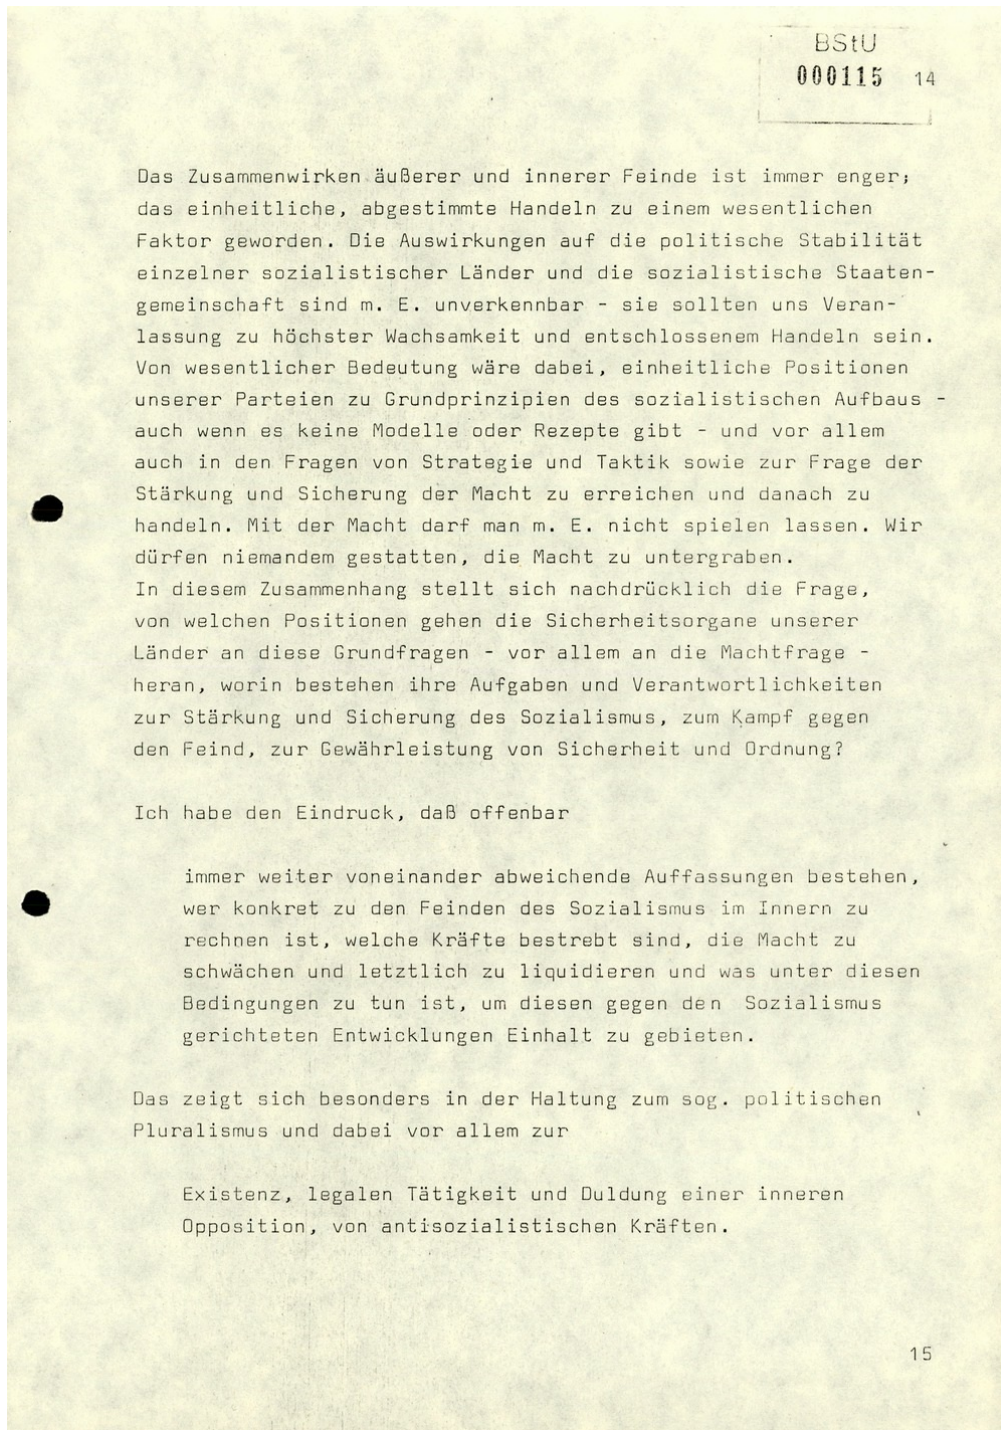 BStU
000115 14
Das Zusammenwirken äußerer und innerer Feinde ist immer enger;
das einheitliche, abgestimmte Handeln zu einem wesentlichen
Faktor geworden. Die Auswirkungen auf die politische Stabilität
einzelner sozialistischer Länder und die sozialistische Staaten-
gemeinschaft sind m. E. unverkennbar - sie sollten uns Veran-
lassung zu höchster Wachsamkeit und entschlossenem Handeln sein.
Von wesentlicher Bedeutung wäre dabei, einheitliche Positionen
unserer Parteien zu Grundprinzipien des sozialistischen Aufbaus -
auch wenn es keine Modelle oder Rezepte gibt - und vor allem
auch in den Fragen von Strategie und Taktik sowie zur Frage der
Stärkung und Sicherung der Macht zu erreichen und danach zu
handeln. Mit der Macht darf man m. E. nicht spielen lassen. Wir
dürfen niemandem gestatten, die Macht zu untergraben.
In diesem Zusammenhang stellt sich nachdrücklich die Frage,
von welchen Positionen gehen die Sicherheitsorgane unserer
Länder an diese Grundfragen - vor allem an die Machtfrage -
heran, worin bestehen ihre Aufgaben und Verantwortlichkeiten
zur Stärkung und Sicherung des Sozialismus, zum Kampf gegen
den Feind, zur Gewährleistung von Sicherheit und Ordnung?
Ich habe den Eindruck, daß offenbar
immer weiter voneinander abweichende Auffassungen bestehen,
wer konkret zu den Feinden des Sozialismus im Innern zu
rechnen ist, welche Kräfte bestrebt sind, die Macht zu
schwächen und letztlich zu liquidieren und was unter diesen
Bedingungen zu tun ist, um diesen gegen den Sozialismus
gerichteten Entwicklungen Einhalt zu gebieten.
Das zeigt sich besonders in der Haltung zum sog. politischen
Pluralismus und dabei vor allem zur
Existenz, legalen Tätigkeit und Duldung einer inneren
Opposition, von antisozialistischen Kräften.
15